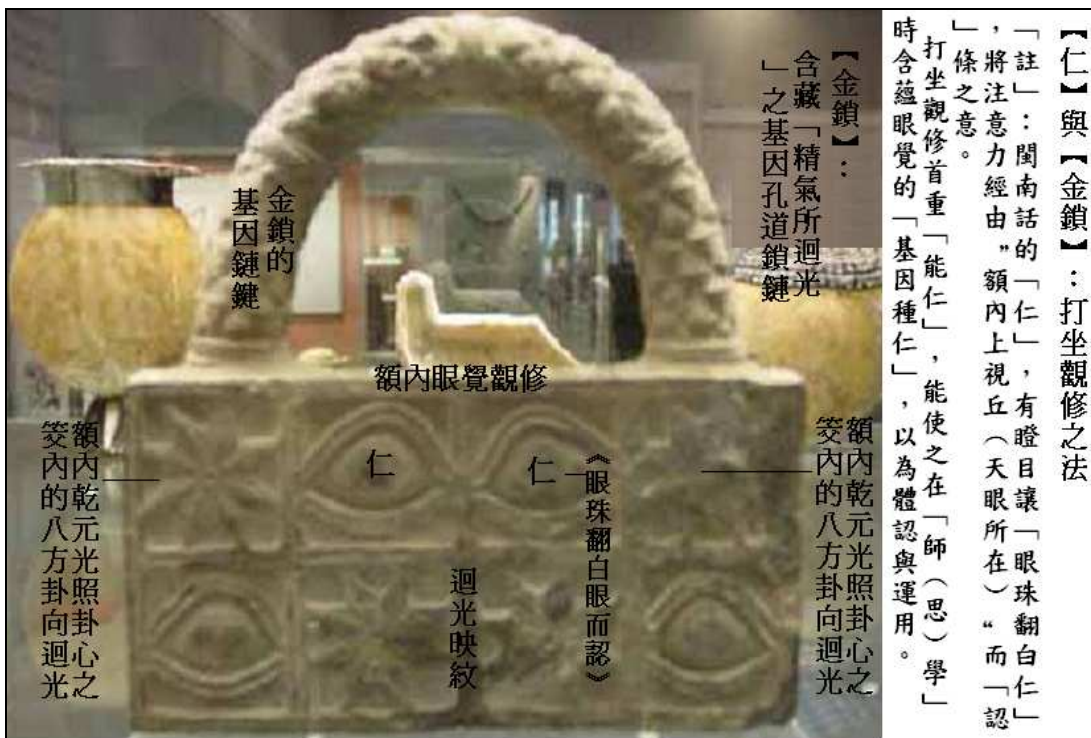 【仁】與【金鎖】：打坐觀修之法
「註」：閩南話的「仁」，有瞪目讓「眼珠翻白仁」
，將注意力經由”額內上視丘（天眼所在）“而「認
」條之意。
打坐觀修首重「能仁」，能使之在「師（思）學」
時含蘊眼覺的「基因種仁」，以為體認與運用。
【金鎖】：
含藏「精氣所迴光
」之基因孔道鎖鏈
金鎖的
基因鏈鍵
額內眼覺觀修
額內乾元光照卦心之
筊內的八方卦向迴光
仁
仁
《眼珠翻白眼而認》
迴光映紋
額內乾元光照卦心之
筊內的八方卦向迴光